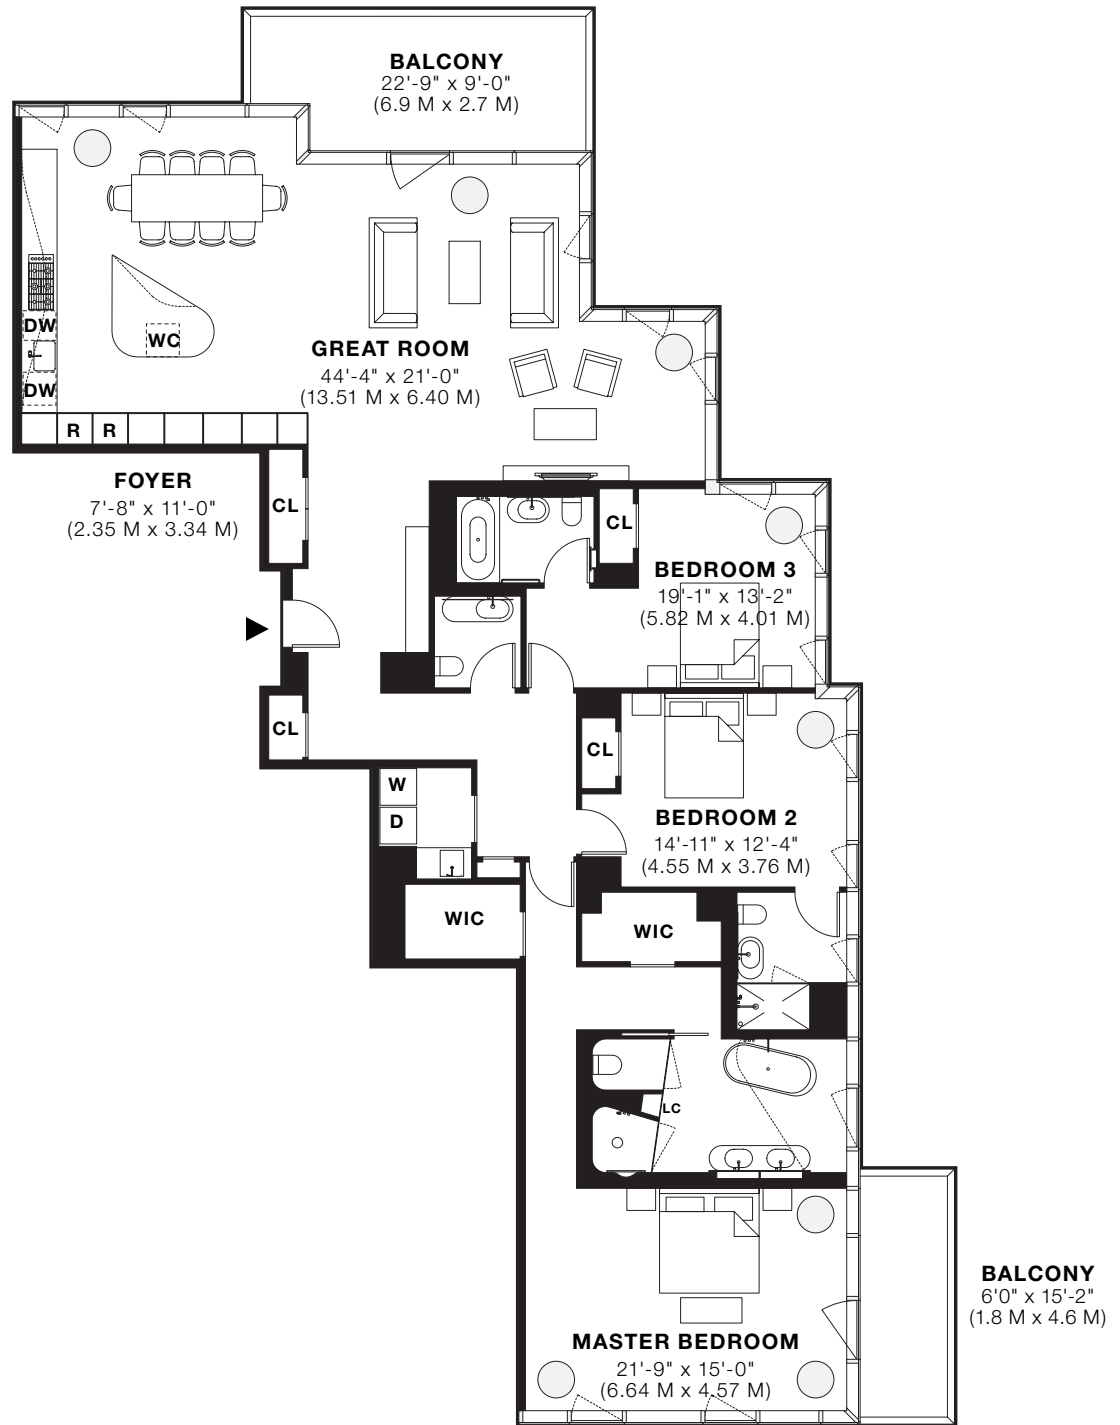 BALCONY
22'-9" x 9'-0"
(6.9 M x 2.7 M)
DW
WC
DW
GREAT ROOM
44'-4" x 21'-0"
(13.51 M x 6.40 M)
R
R
FOYER
7'-8" x 11'-0"
(2.35 M x 3.34 M)
CL
CL
BEDROOM 3
19'-1" x 13'-2"
(5.82 M x 4.01 M)
CL
CL
W
D
BEDROOM 2
14'-11" x 12'-4"
(4.55 M x 3.76 M)
WIC
WIC
LC
BALCONY
6'0" x 15'-2"
(1.8 M x 4.6 M)
MASTER BEDROOM
21'-9" x 15'-0"
(6.64 M x 4.57 M)